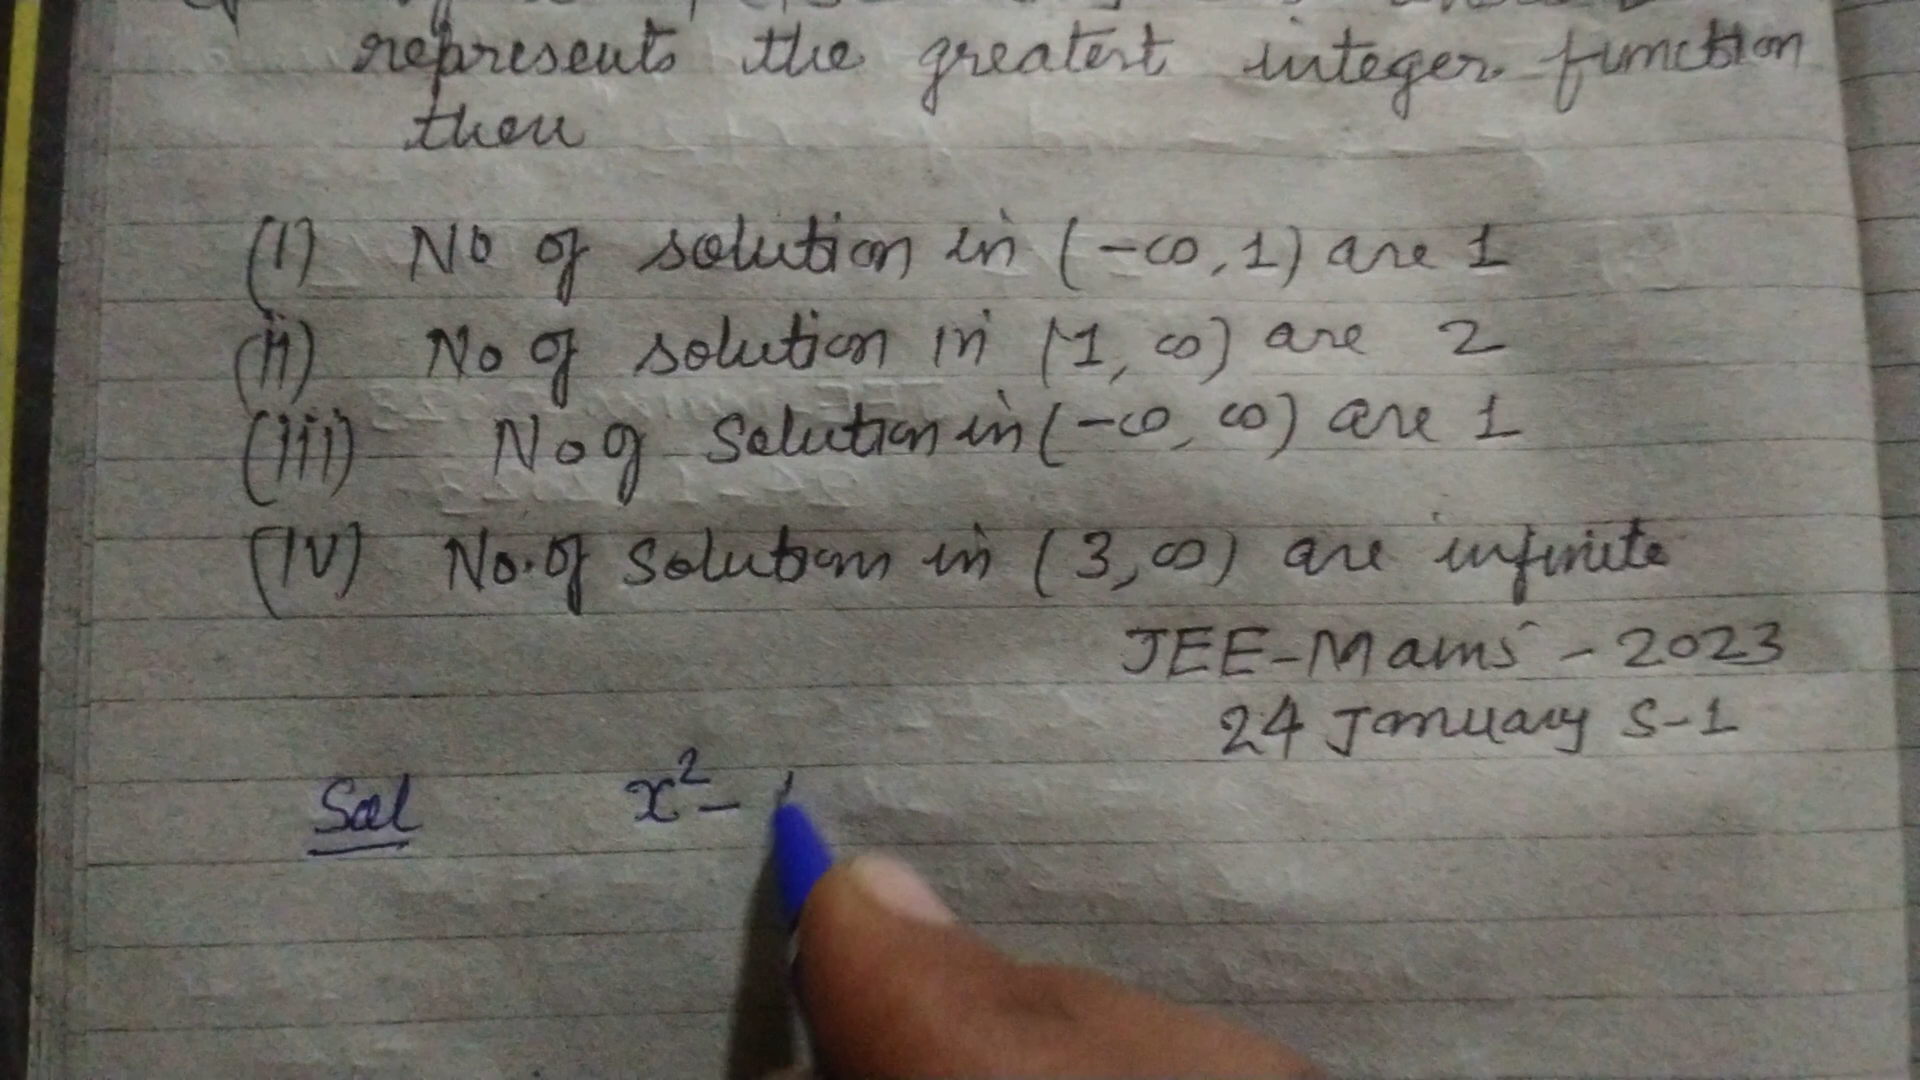 represents the greatest integer function
then
(I) No of solution in (-∞, 1) are 1
(ii) No of solution in (1, ∞) are 2
(iii) No of Solution in (-∞, ∞) are 1
(IV) No. of Solutions in (3, ∞) are infinite
JEE-Mains - 2023
24 January S-1
Sol x² -